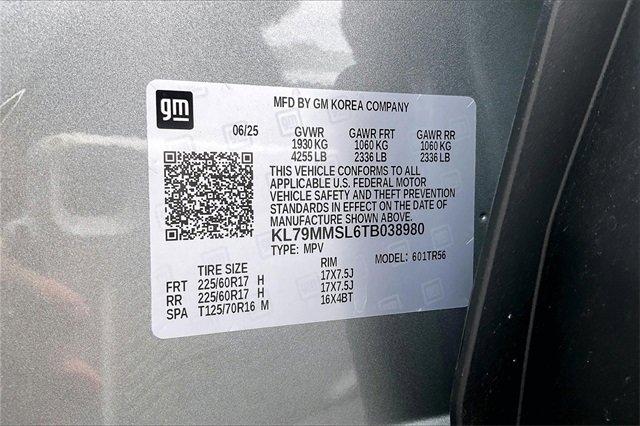 gm
MFD BY GM KOREA COMPANY
06/25 GVWR GAWR FRT GAWR RR
1930 KG 1060 KG 1060 KG
4255 LB 2336 LB 2336 LB
THIS VEHICLE CONFORMS TO ALL
APPLICABLE U.S. FEDERAL MOTOR
VEHICLE SAFETY AND THEFT PREVENTION
STANDARDS IN EFFECT ON THE DATE OF
MANUFACTURE SHOWN ABOVE.
KL79MMSL6TB038980
TYPE: MPV MODEL: 601TR56
TIRE SIZE RIM
FRT 225/60R17 H 17X7.5J
RR 225/60R17 H 17X7.5J
SPA T125/70R16 M 16X4BT